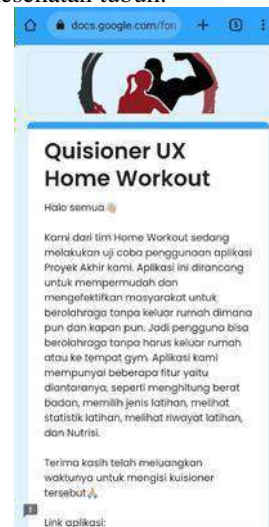 kesehatan tubuh.
docs.google.com/for
5
Quisioner UX
Home Workout
Halo semua👋🏻
Kami dari tim Home Workout sedang
melakukan uji coba penggunaan aplikasi
Proyek Akhir kami. Aplikasi ini dirancang
untuk mempermudah dan
mengefektifkan masyarakat untuk
berolahraga tanpa keluar rumah dimana
pun dan kapan pun. Jadi pengguna bisa
berolahraga tanpa harus keluar rumah
atau ke tempat gym. Aplikasi kami
mempunyai beberapa fitur yaitu
diantaranya, seperti menghitung berat
badan, memilih jenis latihan, melihat
statistik latihan, melihat riwayat latihan,
dan Nutrisi.
Terima kasih telah meluangkan
waktunya untuk mengisi kuisioner
tersebut🙏
Link aplikasi: